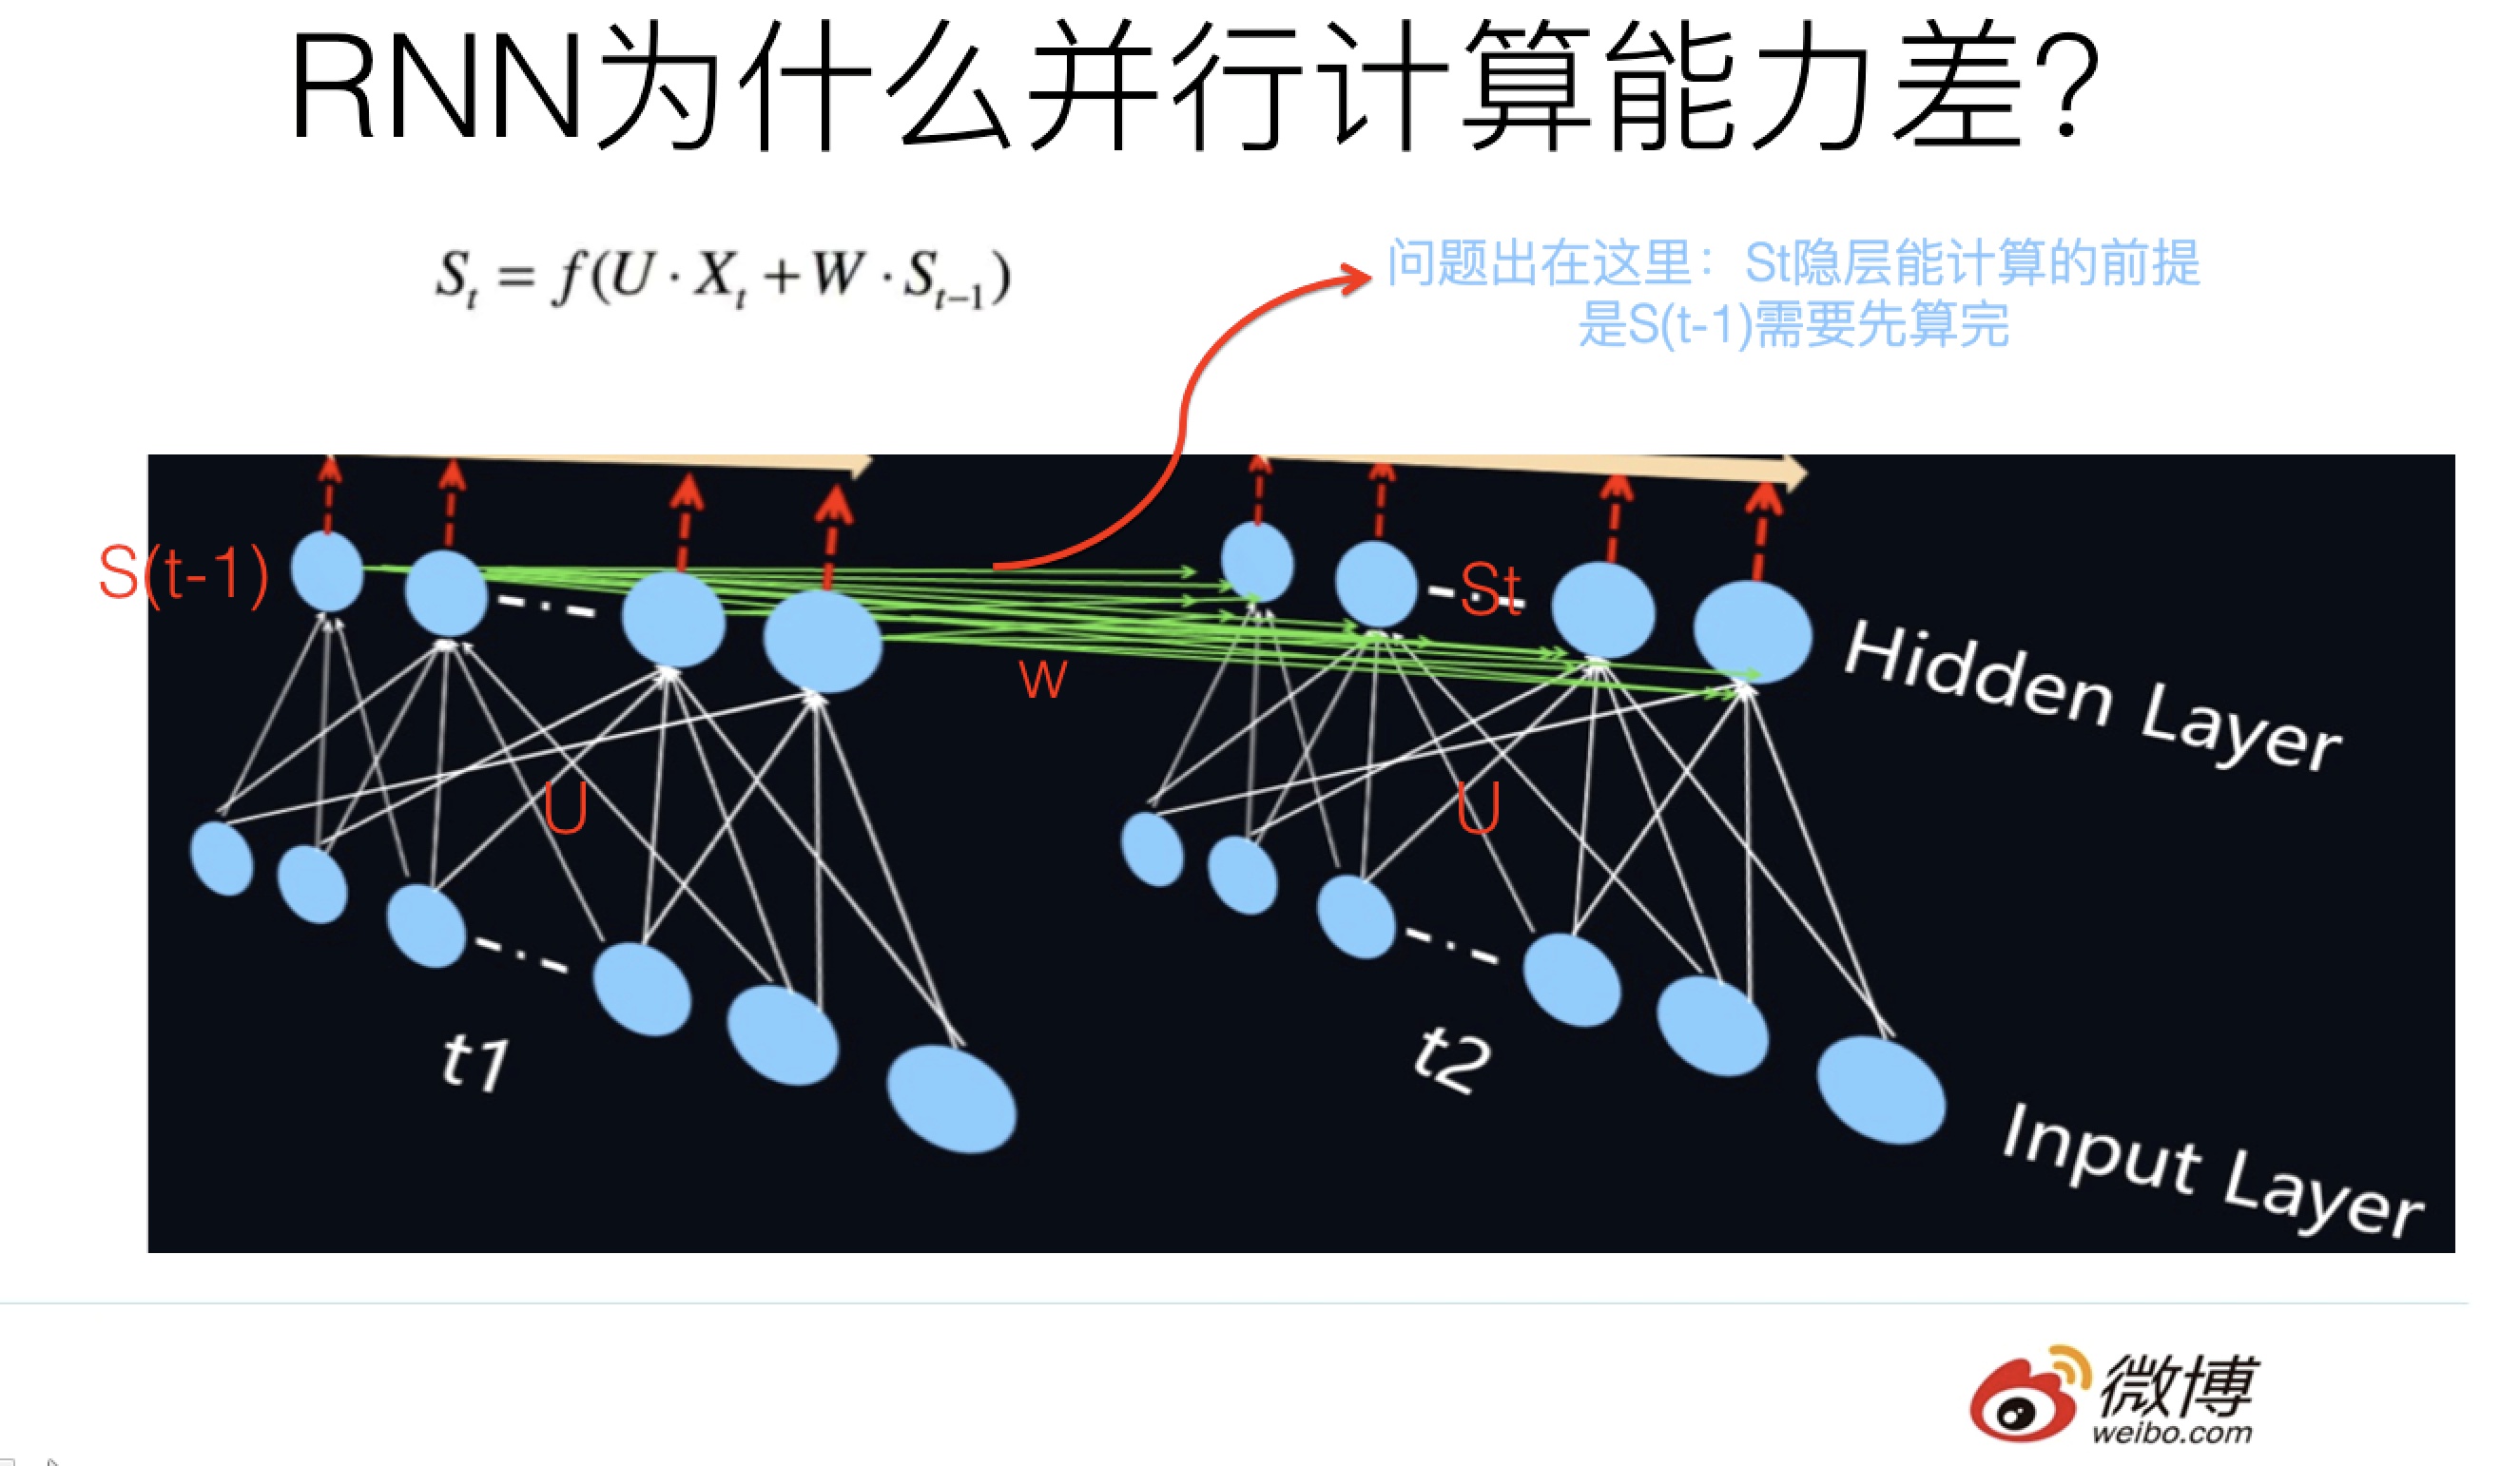 RNN为什么并行计算能力差?
S_t = f(U · X_t + W · S_{t-1})
问题出在这里：St隐层能计算的前提
是S(t-1)需要先算完
S(t-1)
St
W
Hidden Layer
U
U
t1
t2
Input Layer
微博
weibo.com